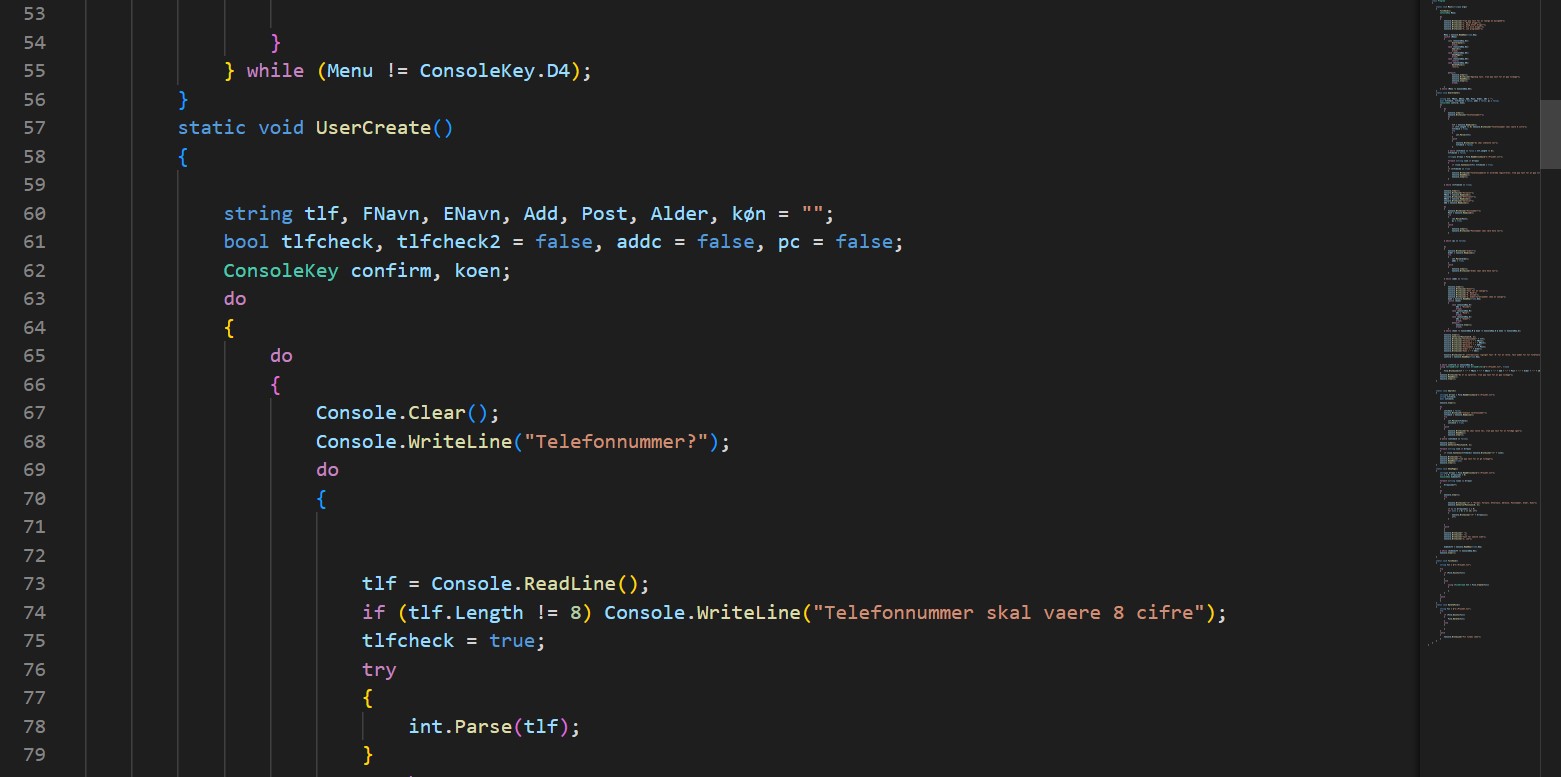 53
54 }
55 } while (Menu != ConsoleKey.D4);
56 }
57 static void UserCreate()
58 {
59
60 string tlf, FNavn, ENavn, Add, Post, Alder, køn = "";
61 bool tlfcheck, tlfcheck2 = false, addc = false, pc = false;
62 ConsoleKey confirm, koen;
63 do
64 {
65 do
66 {
67 Console.Clear();
68 Console.WriteLine("Telefonnummer?");
69 do
70 {
71
72
73 tlf = Console.ReadLine();
74 if (tlf.Length != 8) Console.WriteLine("Telefonnummer skal vaere 8 cifre");
75 tlfcheck = true;
76 try
77 {
78 int.Parse(tlf);
79 }